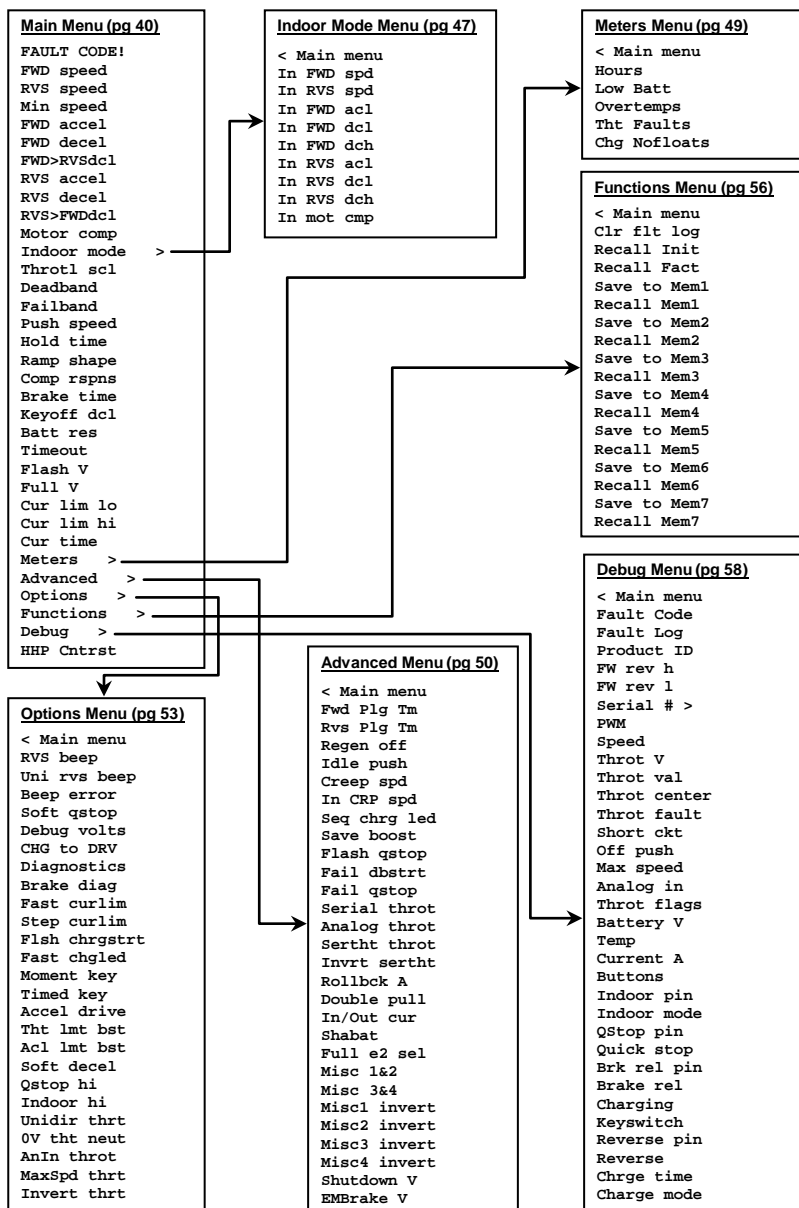 Main Menu (pg 40)
FAULT CODE!
FWD speed
RVS speed
Min speed
FWD accel
FWD decel
FWD>RVSdcl
RVS accel
RVS decel
RVS>FWDdcl
Motor comp
Indoor mode >
Throtl scl
Deadband
Failband
Push speed
Hold time
Ramp shape
Comp rspns
Brake time
Keyoff dcl
Batt res
Timeout
Flash V
Full V
Cur lim lo
Cur lim hi
Cur time
Meters >
Advanced >
Options >
Functions >
Debug >
HHP Cntrst
Indoor Mode Menu (pg 47)
< Main menu
In FWD spd
In RVS spd
In FWD acl
In FWD dcl
In FWD dch
In RVS acl
In RVS dcl
In RVS dch
In mot cmp
Meters Menu (pg 49)
< Main menu
Hours
Low Batt
Overtemps
Tht Faults
Chg Nofloats
Functions Menu (pg 56)
< Main menu
Clr flt log
Recall Init
Recall Fact
Save to Mem1
Recall Mem1
Save to Mem2
Recall Mem2
Save to Mem3
Recall Mem3
Save to Mem4
Recall Mem4
Save to Mem5
Recall Mem5
Save to Mem6
Recall Mem6
Save to Mem7
Recall Mem7
Options Menu (pg 53)
< Main menu
RVS beep
Uni rvs beep
Beep error
Soft qstop
Debug volts
CHG to DRV
Diagnostics
Brake diag
Fast curlim
Step curlim
Flsh chrgstrt
Fast chgled
Moment key
Timed key
Accel drive
Tht lmt bst
Acl lmt bst
Soft decel
Qstop hi
Indoor hi
Unidir thrt
0V tht neut
AnIn throt
MaxSpd thrt
Invert thrt
Advanced Menu (pg 50)
< Main menu
Fwd Plg Tm
Rvs Plg Tm
Regen off
Idle push
Creep spd
In CRP spd
Seq chrg led
Save boost
Flash qstop
Fail dbstrt
Fail qstop
Serial throt
Analog throt
Sertht throt
Invrt sertht
Rollbck A
Double pull
In/Out cur
Shabat
Full e2 sel
Misc 1&2
Misc 3&4
Misc1 invert
Misc2 invert
Misc3 invert
Misc4 invert
Shutdown V
EMBrake V
Debug Menu (pg 58)
< Main menu
Fault Code
Fault Log
Product ID
FW rev h
FW rev l
Serial # >
PWM
Speed
Throt V
Throt val
Throt center
Throt fault
Short ckt
Off push
Max speed
Analog in
Throt flags
Battery V
Temp
Current A
Buttons
Indoor pin
Indoor mode
QStop pin
Quick stop
Brk rel pin
Brake rel
Charging
Keyswitch
Reverse pin
Reverse
Chrge time
Charge mode